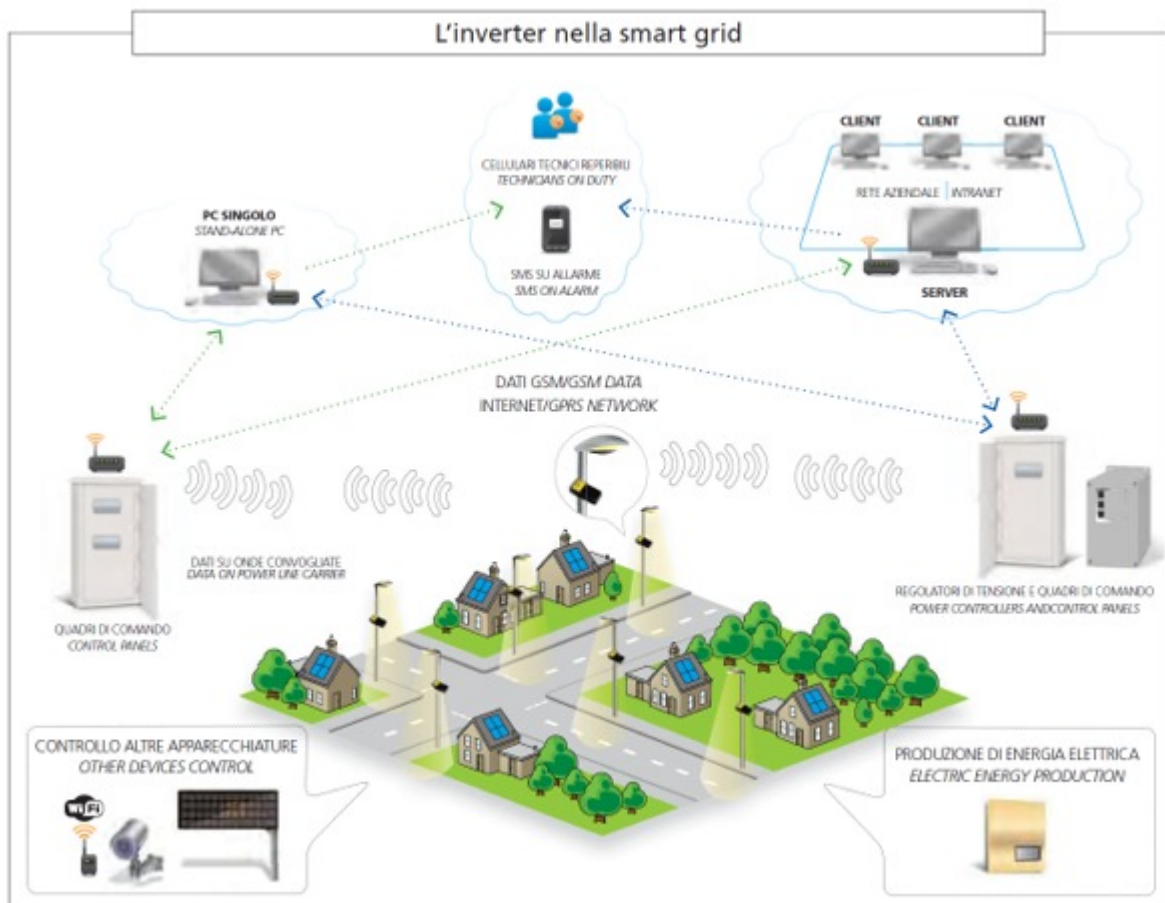 L'inverter nella smart grid
CELLULARI TECNICI REPERIBILI
TECHNICIANS ON DUTY
SMS SU ALLARME
SMS ON ALARM
CLIENT
CLIENT
CLIENT
RETE AZIENDALE | INTRANET
SERVER
PC SINGOLO
STAND-ALONE PC
DATI GSM/GSM DATA
INTERNET/GPRS NETWORK
DATI SU ONDE CONVOGLIATE
DATA ON POWER LINE CARRIER
QUADRI DI COMANDO
CONTROL PANELS
REGOLATORI DI TENSIONE E QUADRI DI COMANDO
POWER CONTROLLERS ANDCONTROL PANELS
CONTROLLO ALTRE APPARECCHIATURE
OTHER DEVICES CONTROL
WiFi
PRODUZIONE DI ENERGIA ELETTRICA
ELECTRIC ENERGY PRODUCTION